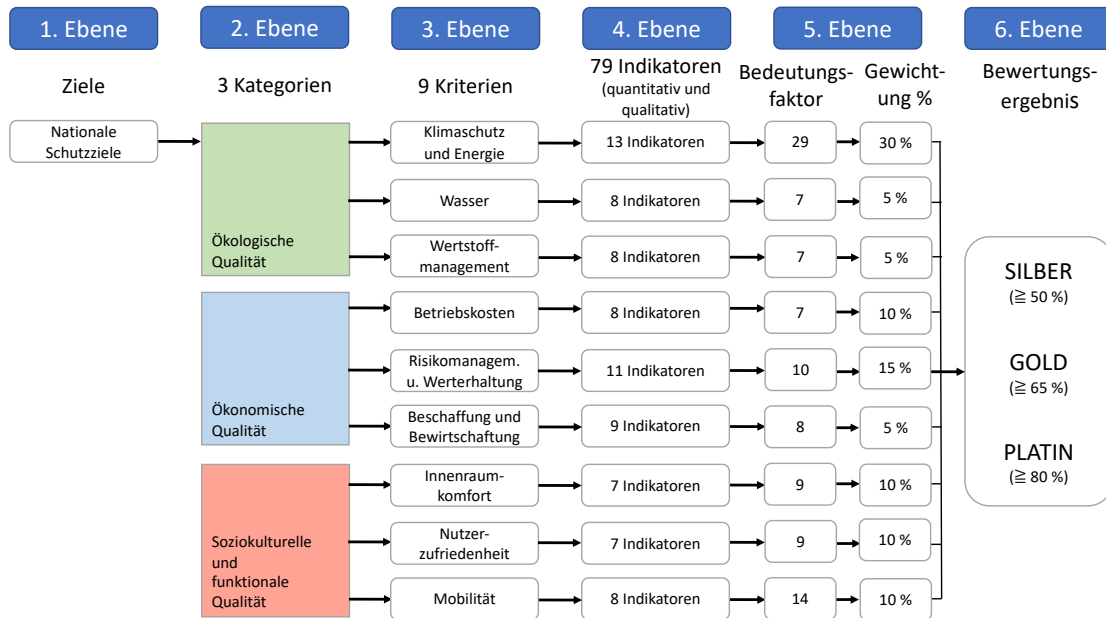 1. Ebene
2. Ebene
3. Ebene
4. Ebene
5. Ebene
6. Ebene
Ziele
3 Kategorien
9 Kriterien
79 Indikatoren
(quantitativ und
qualitativ)
Bedeutungs-
faktor
Gewicht-
ung %
Bewertungs-
ergebnis
Nationale
Schutzziele
Ökologische
Qualität
Klimaschutz
und Energie
13 Indikatoren
29
30 %
Wasser
8 Indikatoren
7
5 %
Wertstoff-
management
8 Indikatoren
7
5 %
Ökonomische
Qualität
Betriebskosten
8 Indikatoren
7
10 %
Risikomanagem.
u. Werterhaltung
11 Indikatoren
10
15 %
Beschaffung und
Bewirtschaftung
9 Indikatoren
8
5 %
Soziokulturelle
und
funktionale
Qualität
Innenraum-
komfort
7 Indikatoren
9
10 %
Nutzer-
zufriedenheit
7 Indikatoren
9
10 %
Mobilität
8 Indikatoren
14
10 %
SILBER
(≧ 50 %)
GOLD
(≧ 65 %)
PLATIN
(≧ 80 %)